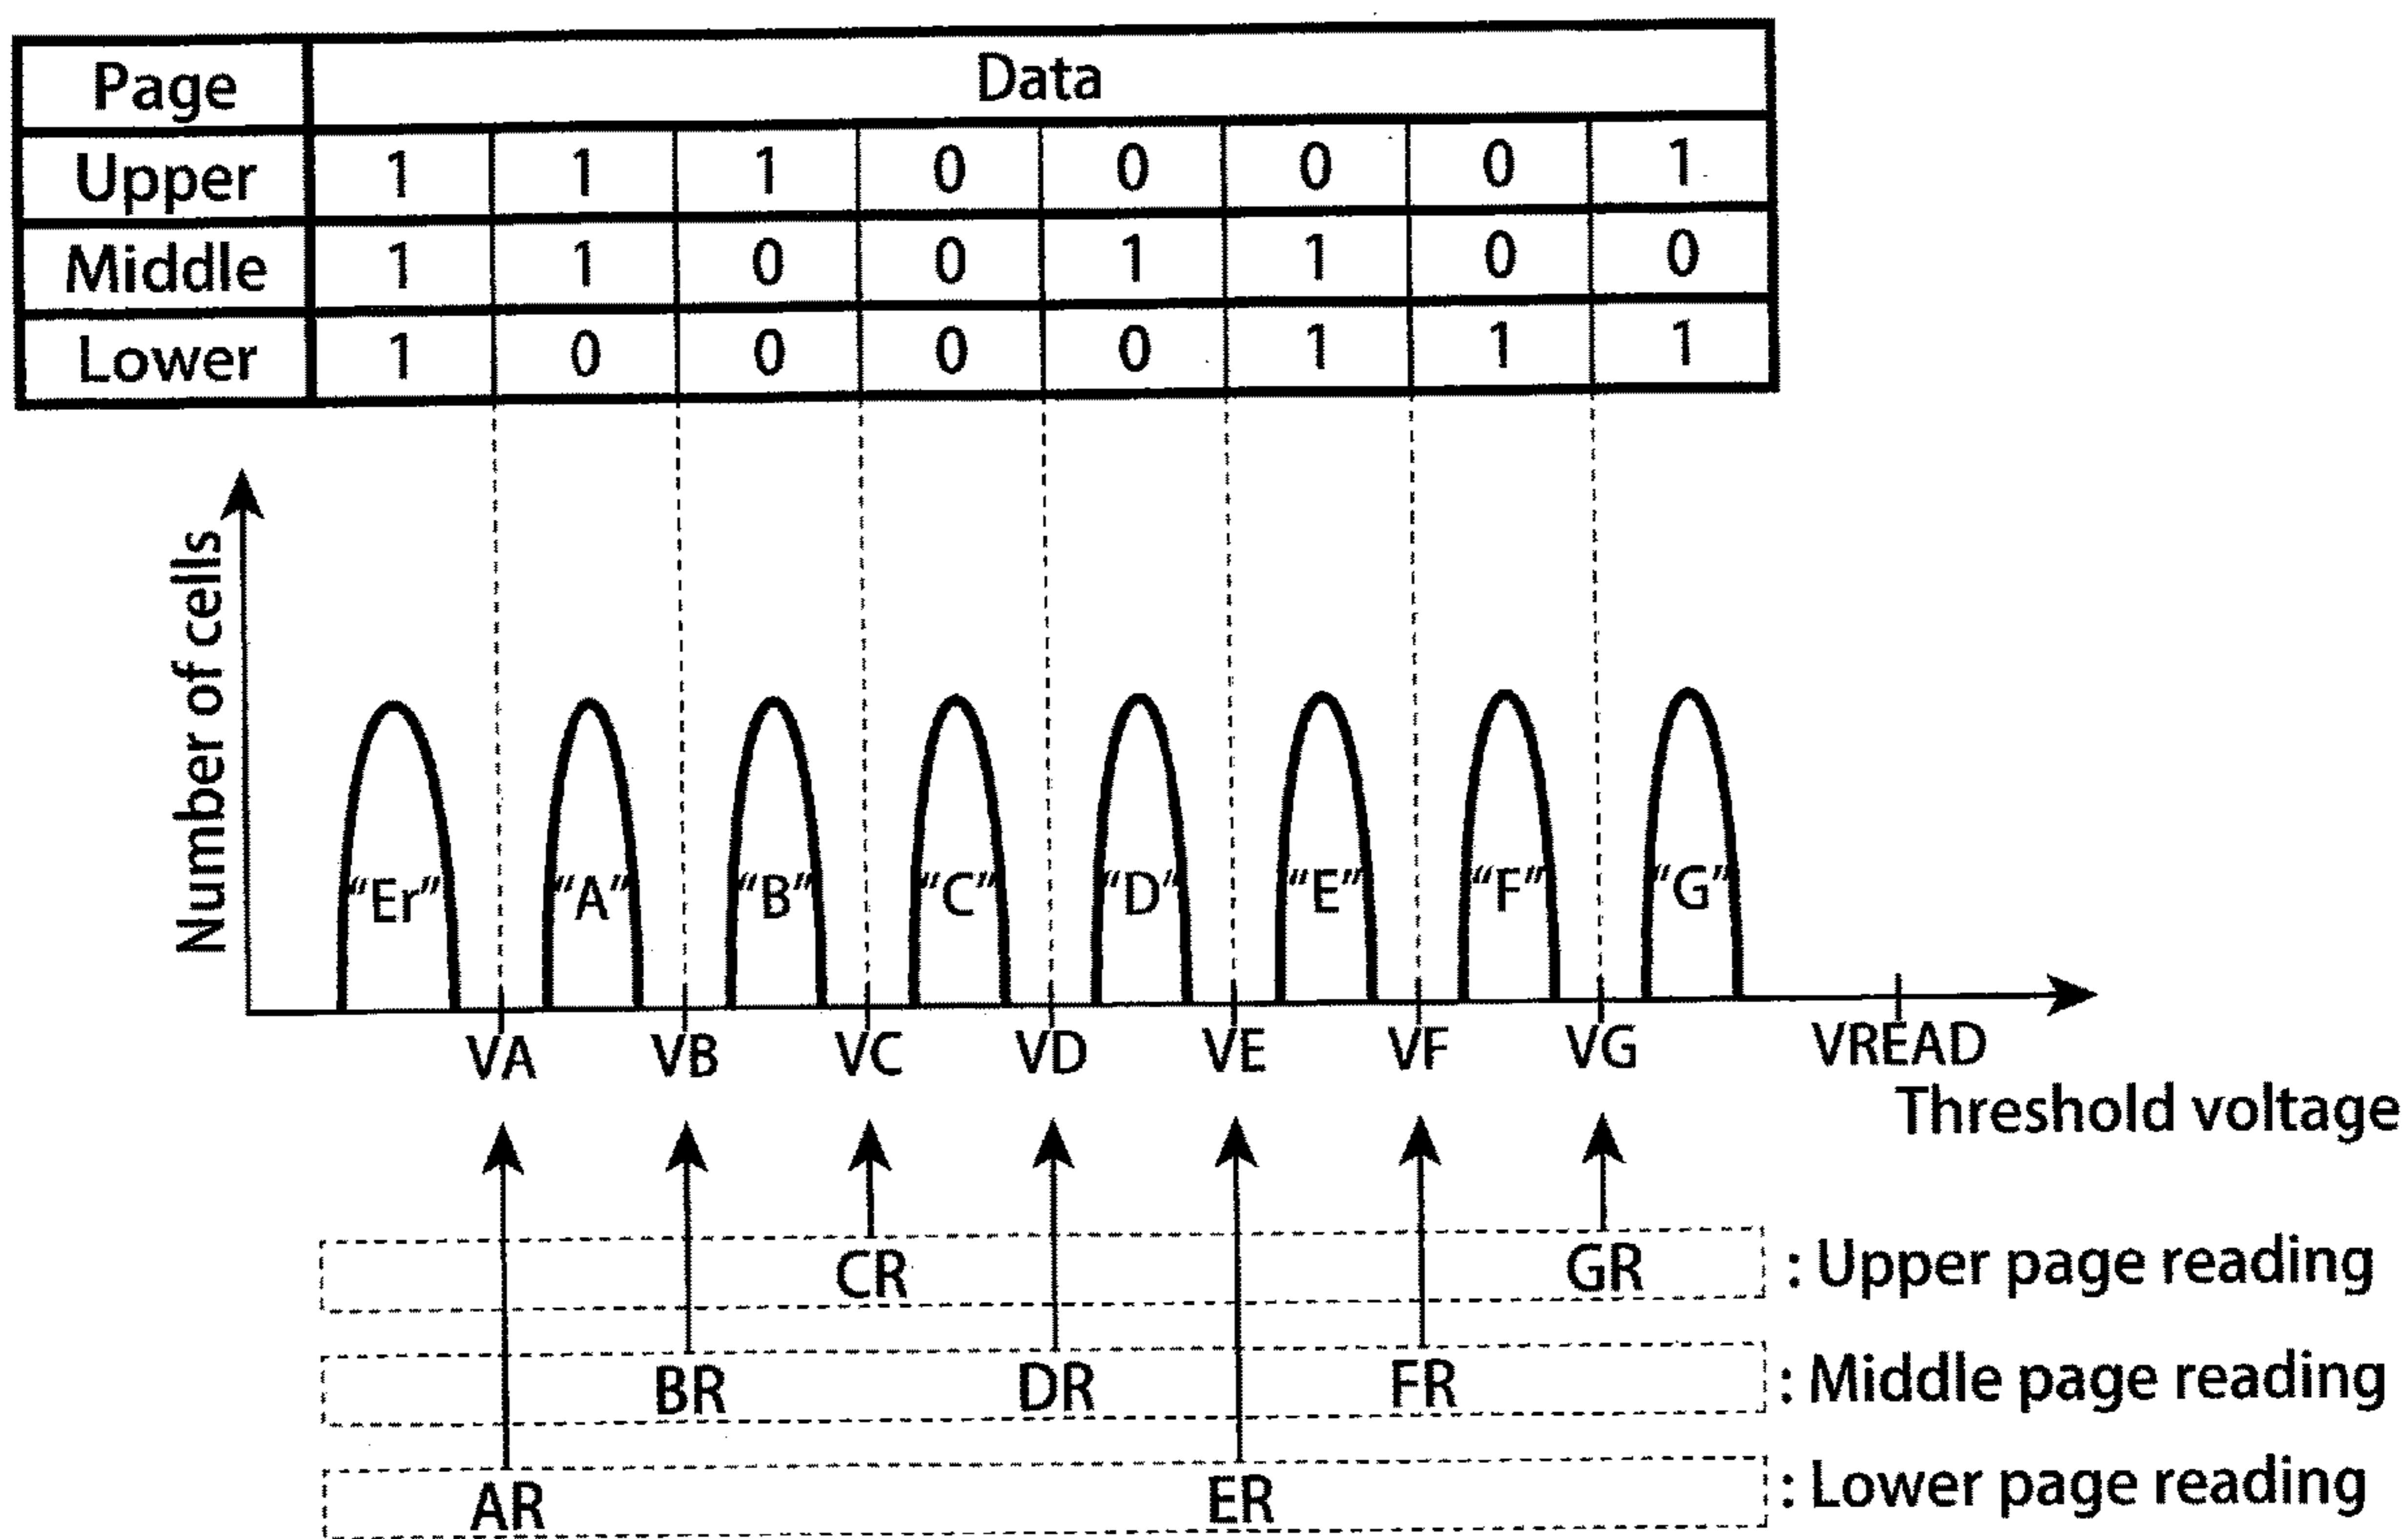 Page Data
Upper 1 1 1 0 0 0 0 1
Middle 1 1 0 0 1 1 0 0
Lower 1 0 0 0 0 1 1 1
Number of cells
“Er” “A” “B” “C” “D” “E” “F” “G”
VA VB VC VD VE VF VG VREAD
Threshold voltage
CR GR : Upper page reading
BR DR FR : Middle page reading
AR ER : Lower page reading